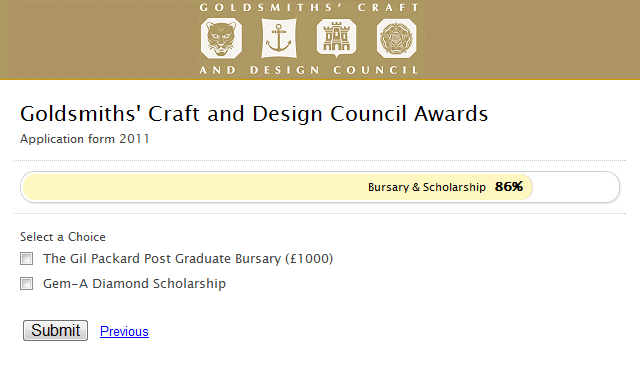 GOLDSMITHS' CRAFT
AND DESIGN COUNCIL
Goldsmiths' Craft and Design Council Awards
Application form 2011
Bursary & Scholarship 86%
Select a Choice
The Gil Packard Post Graduate Bursary (£1000)
Gem-A Diamond Scholarship
Submit Previous